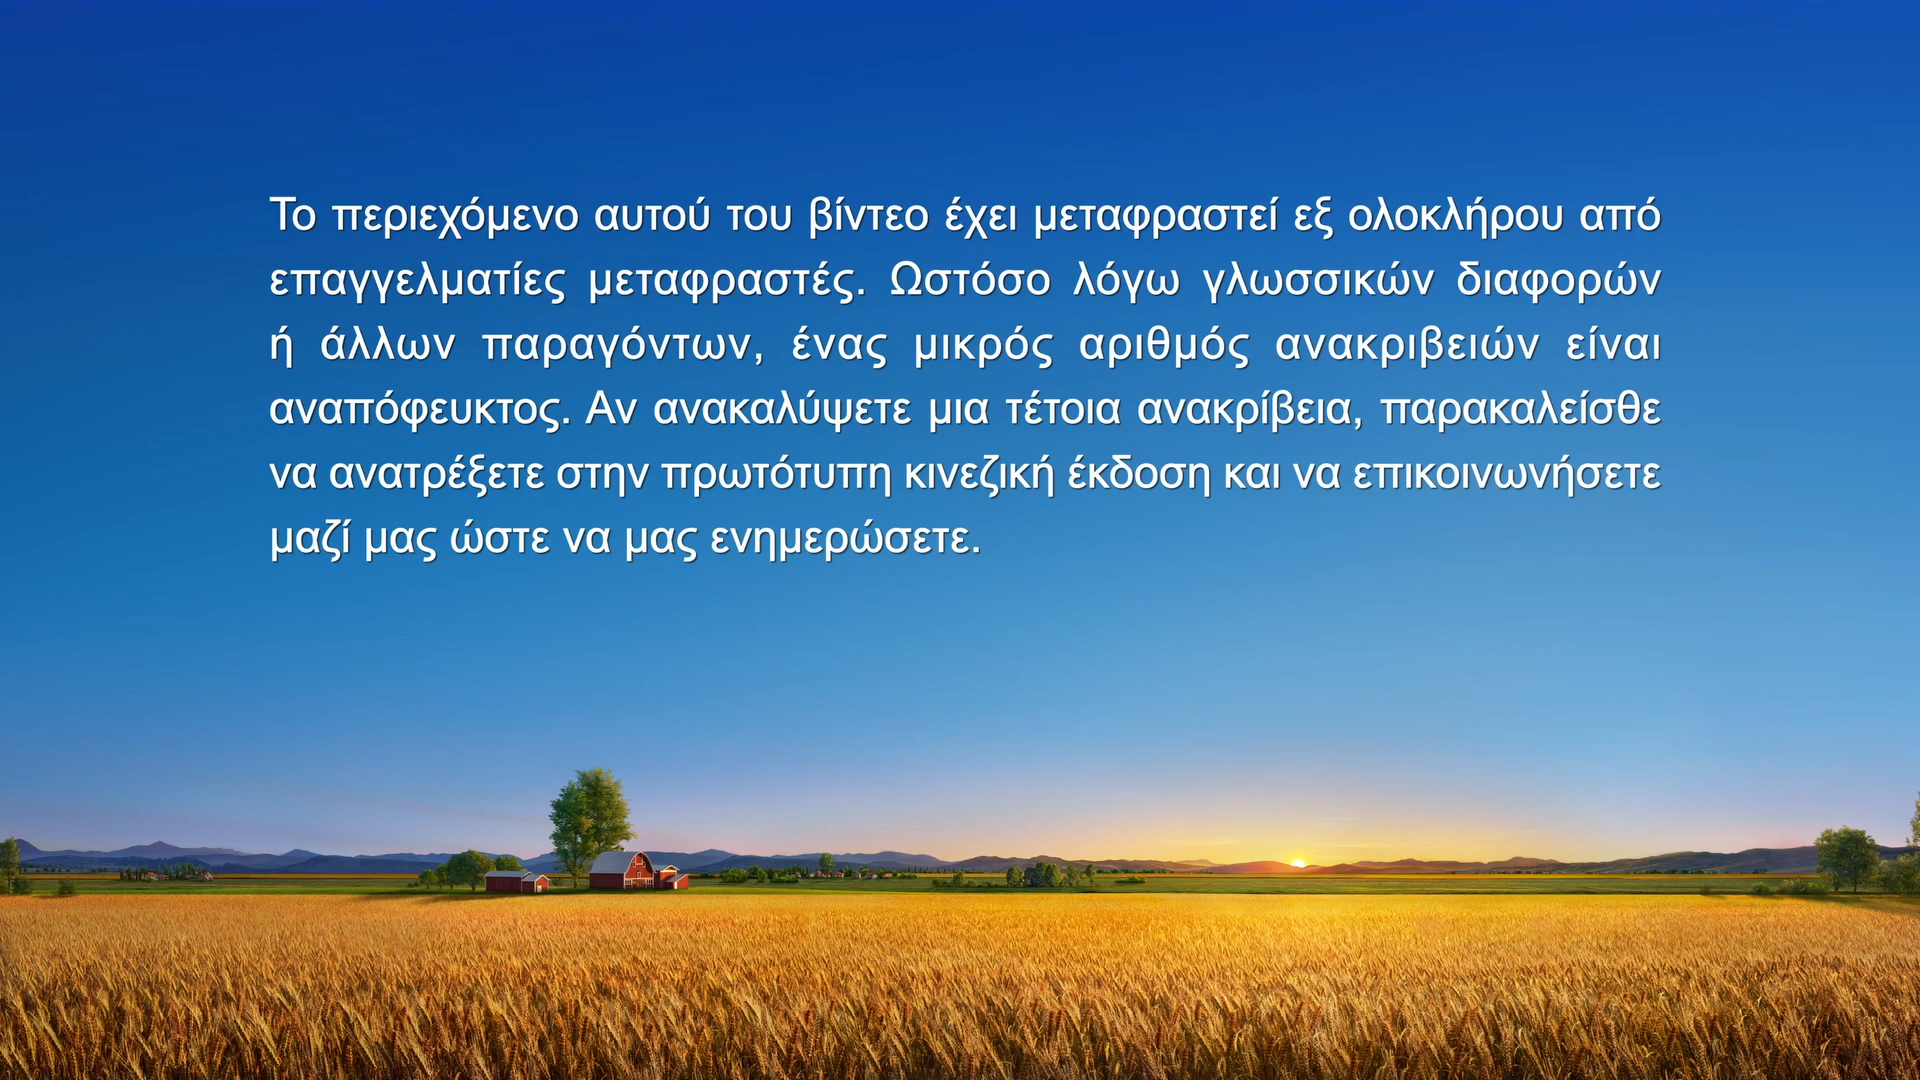 Το περιεχόμενο αυτού του βίντεο έχει μεταφραστεί εξ ολοκλήρου από
επαγγελματίες μεταφραστές. Ωστόσο λόγω γλωσσικών διαφορών
ή άλλων παραγόντων, ένας μικρός αριθμός ανακριβειών είναι
αναπόφευκτος. Αν ανακαλύψετε μια τέτοια ανακρίβεια, παρακαλείσθε
να ανατρέξετε στην πρωτότυπη κινεζική έκδοση και να επικοινωνήσετε
μαζί μας ώστε να μας ενημερώσετε.